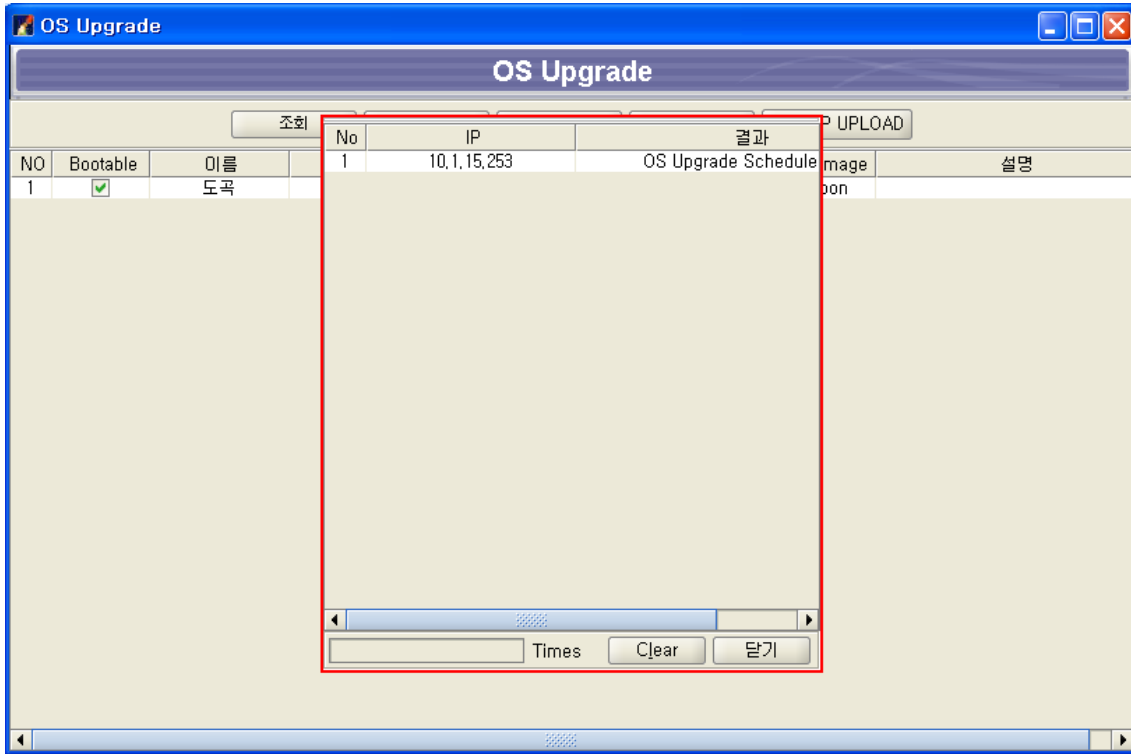 OS Upgrade
OS Upgrade
조회 P UPLOAD
No IP 결과
1 10,1,15,253 OS Upgrade Schedule
NO Bootable 이름 mage 설명
1 도곡 oon
Times Clear 닫기